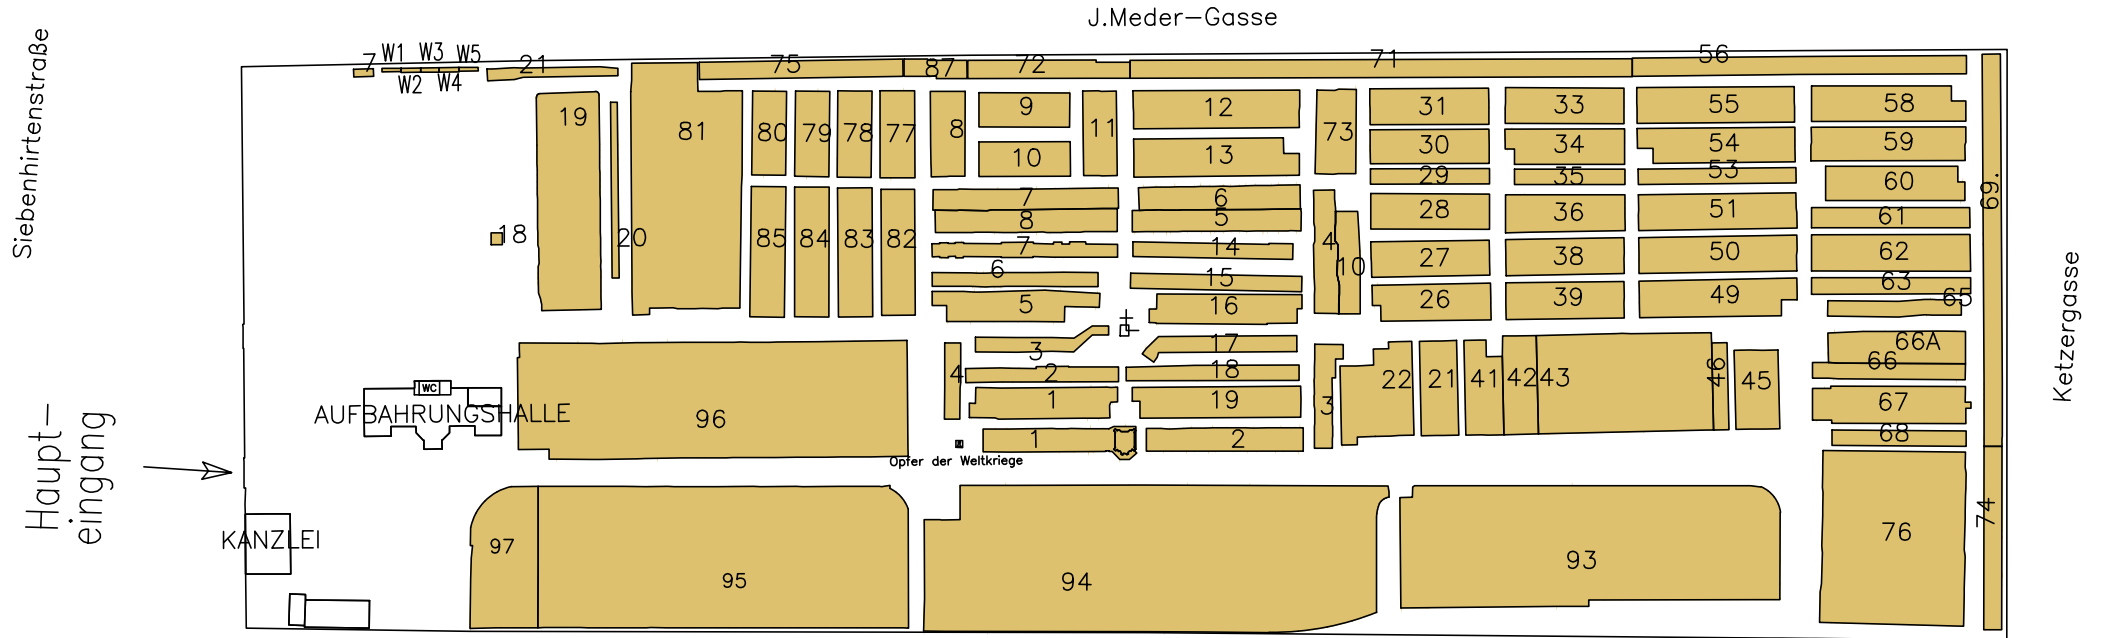 J.Meder-Gasse
Siebenhirtenstraße
7 W1 W3 W5 21 75 87 72 71 56
W2 W4
19 81 80 79 78 77 8 9 11 12 73 31 33 55 58
10 13 30 34 54 59
29 35 53 60 69.
7 6 28 36 51 61
8 5
18 20 85 84 83 82 7 14 4 10 27 38 50 62
6 15 63
5 16 26 39 49 65
3 17 66A
4 2 18 22 21 41 42 43 46 45 66
1 19 3 67
WC
AUFBAHRUNGSHALLE
96
1 2 68
Opfer der Weltkriege
Haupt-
eingang
Ketzergasse
KANZLEI
97 95 94 93 76 74